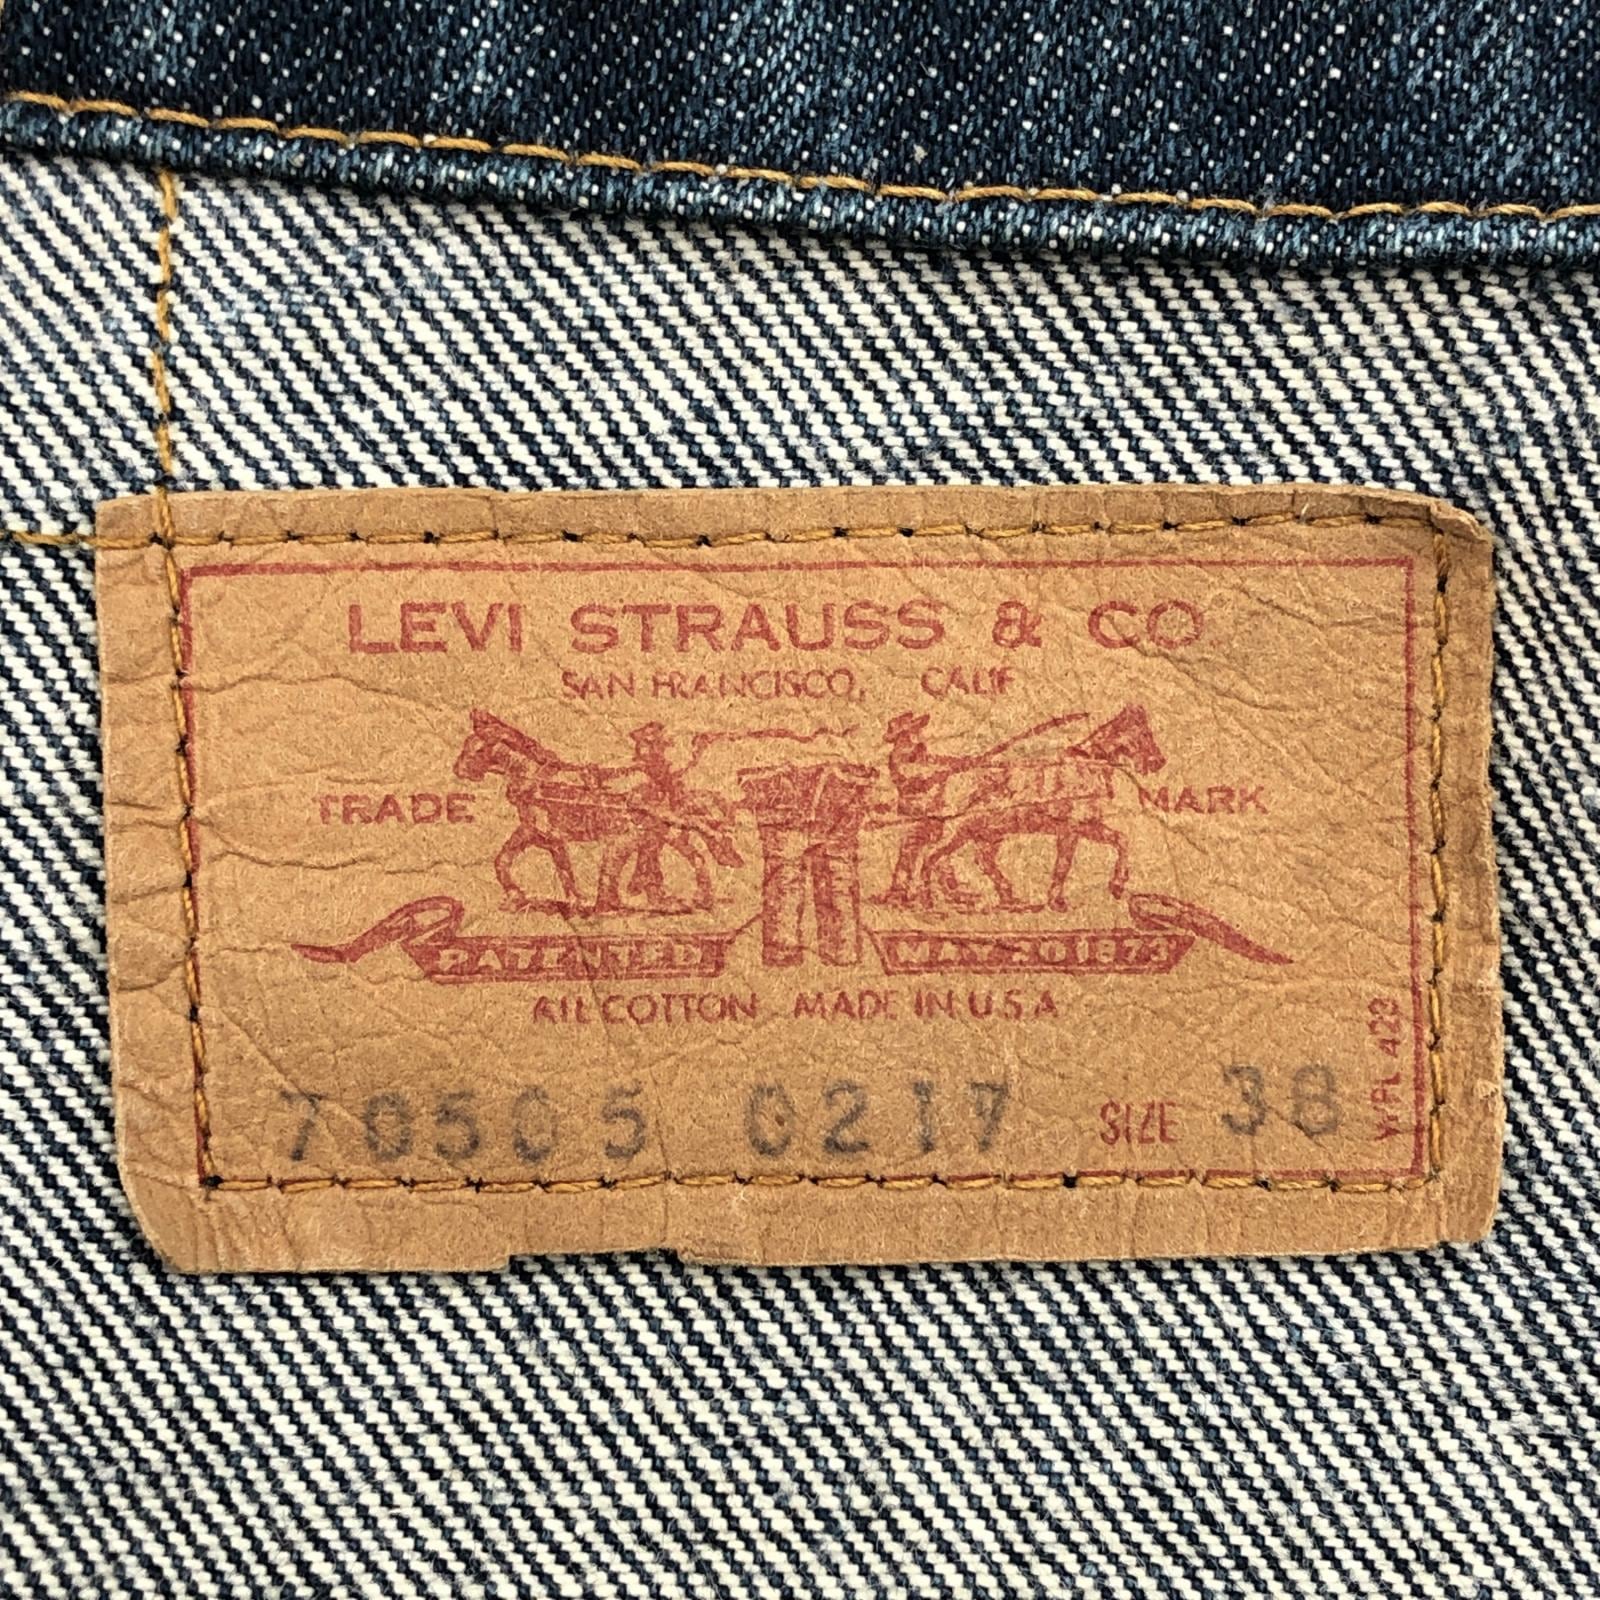 LEVI STRAUSS & CO.
SAN FRANCISCO, CALIF
TRADE MARK
PATENTED MAY 20 1873
ALL COTTON MADE IN U.S.A
70505 0217 SIZE 38
WPL 423